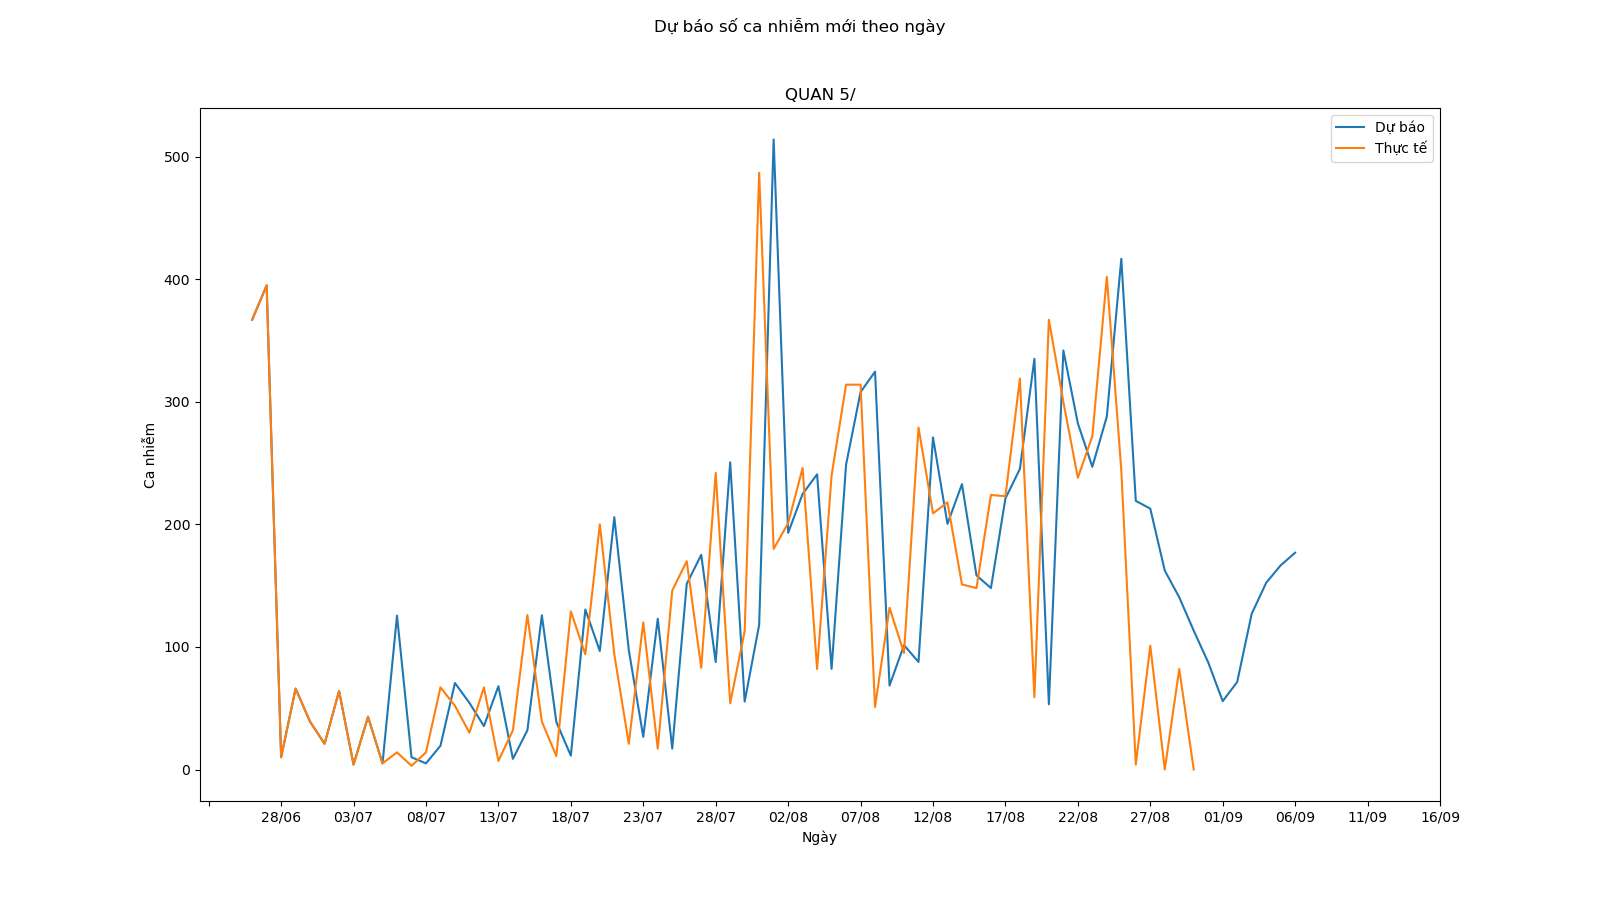 Dự báo số ca nhiễm mới theo ngày
QUAN 5/
Dự báo
Thực tế
500
400
300
200
100
0
Ca nhiễm
28/06 03/07 08/07 13/07 18/07 23/07 28/07 02/08 07/08 12/08 17/08 22/08 27/08 01/09 06/09 11/09 16/09
Ngày